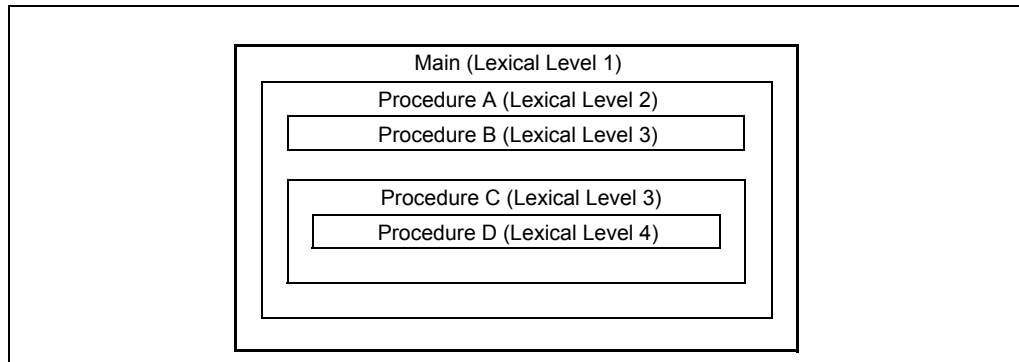 Main (Lexical Level 1)
Procedure A (Lexical Level 2)
Procedure B (Lexical Level 3)
Procedure C (Lexical Level 3)
Procedure D (Lexical Level 4)